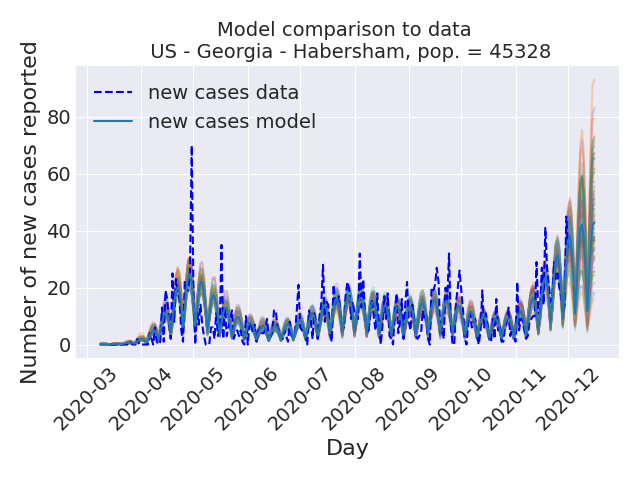 Model comparison to data
US - Georgia - Habersham, pop. = 45328
Number of new cases reported
80
60
40
20
0
new cases data
new cases model
2020-03
2020-04
2020-05
2020-06
2020-07
2020-08
2020-09
2020-10
2020-11
2020-12
Day